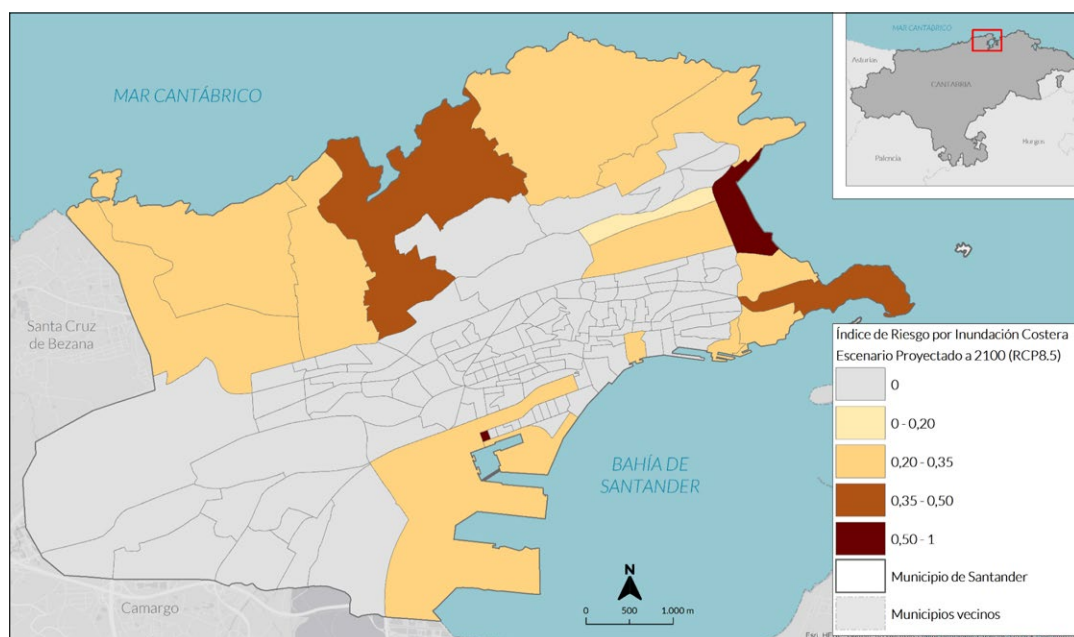 MAR CANTÁBRICO
Asturias
CANTABRIA
Burgos
Palencia
MAR CANTÁBRICO
Santa Cruz
de Bezana
BAHÍA DE
SANTANDER
Camargo
N
0 500 1.000 m
Índice de Riesgo por Inundación Costera
Escenario Proyectado a 2100 (RCP8.5)
0
0 - 0,20
0,20 - 0,35
0,35 - 0,50
0,50 - 1
Municipio de Santander
Municipios vecinos